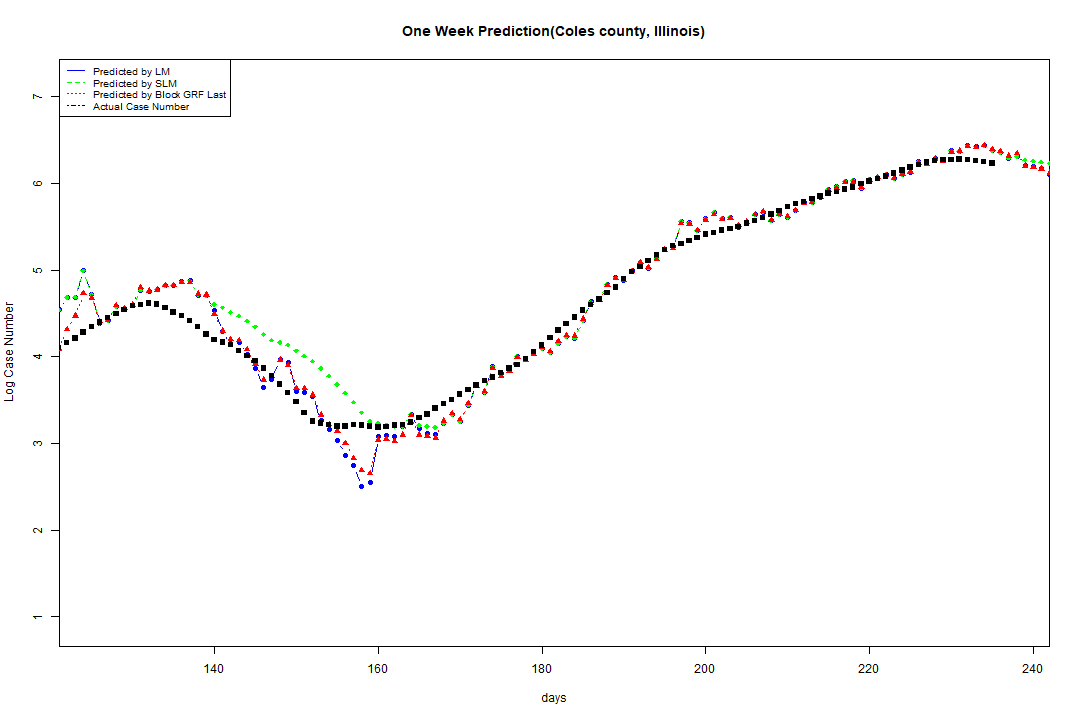 One Week Prediction(Coles county, Illinois)
Predicted by LM
Predicted by SLM
Predicted by Block GRF Last
Actual Case Number
7
6
5
4
3
2
1
Log Case Number
140 160 180 200 220 240
days